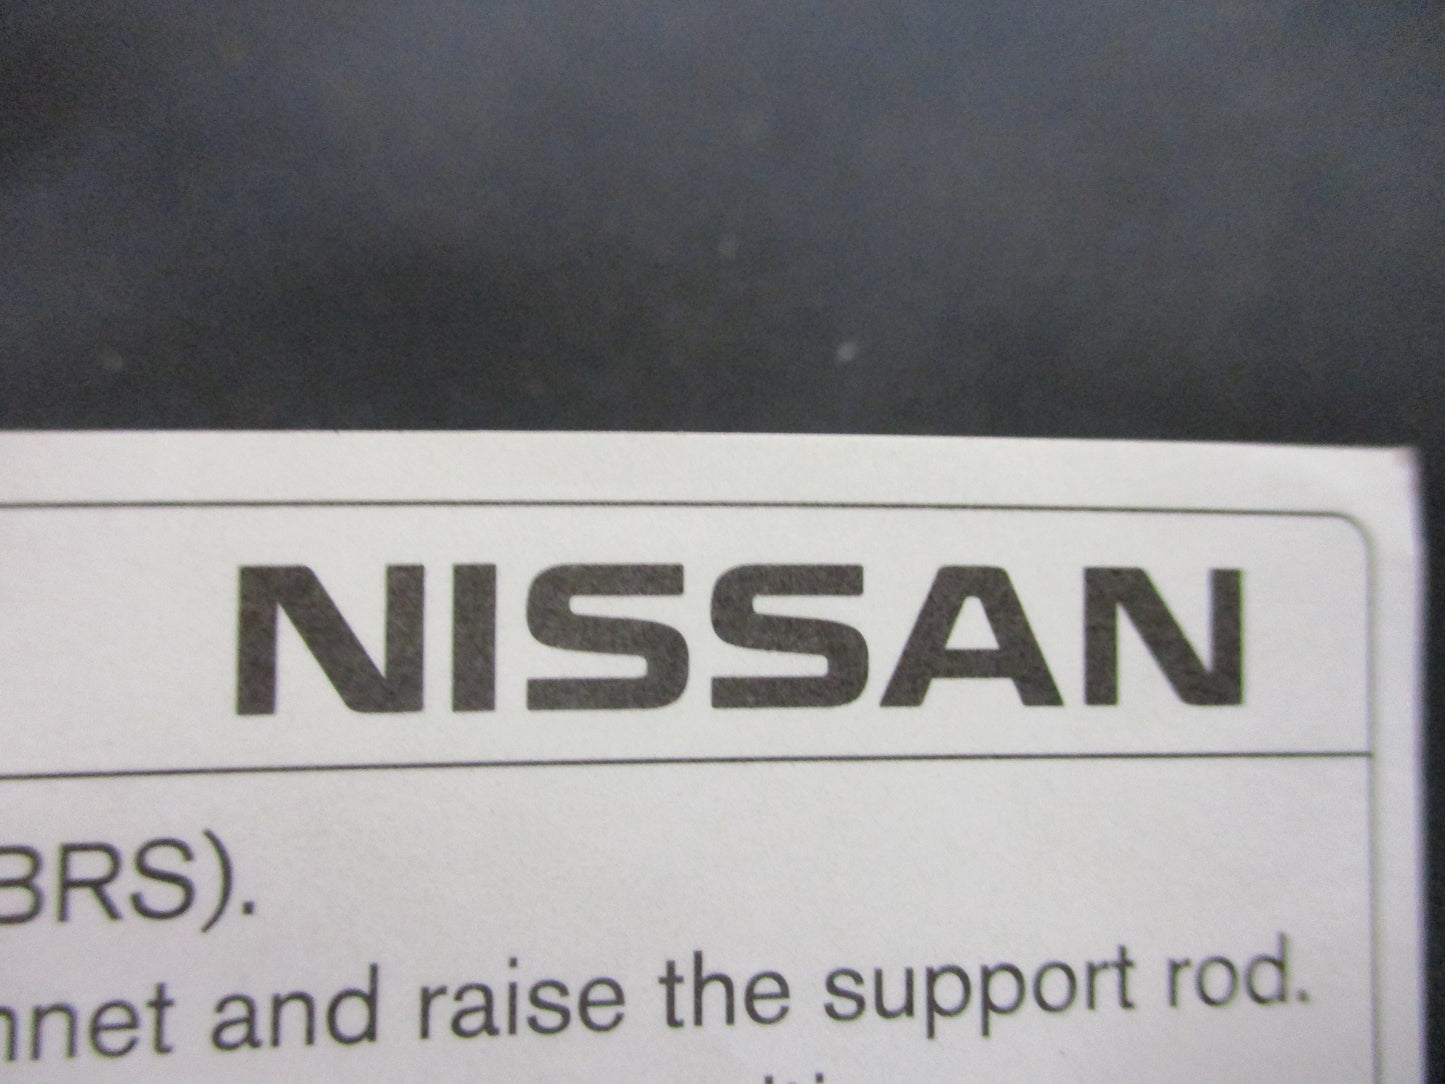 NISSAN
BRS).
nnet and raise the support rod.